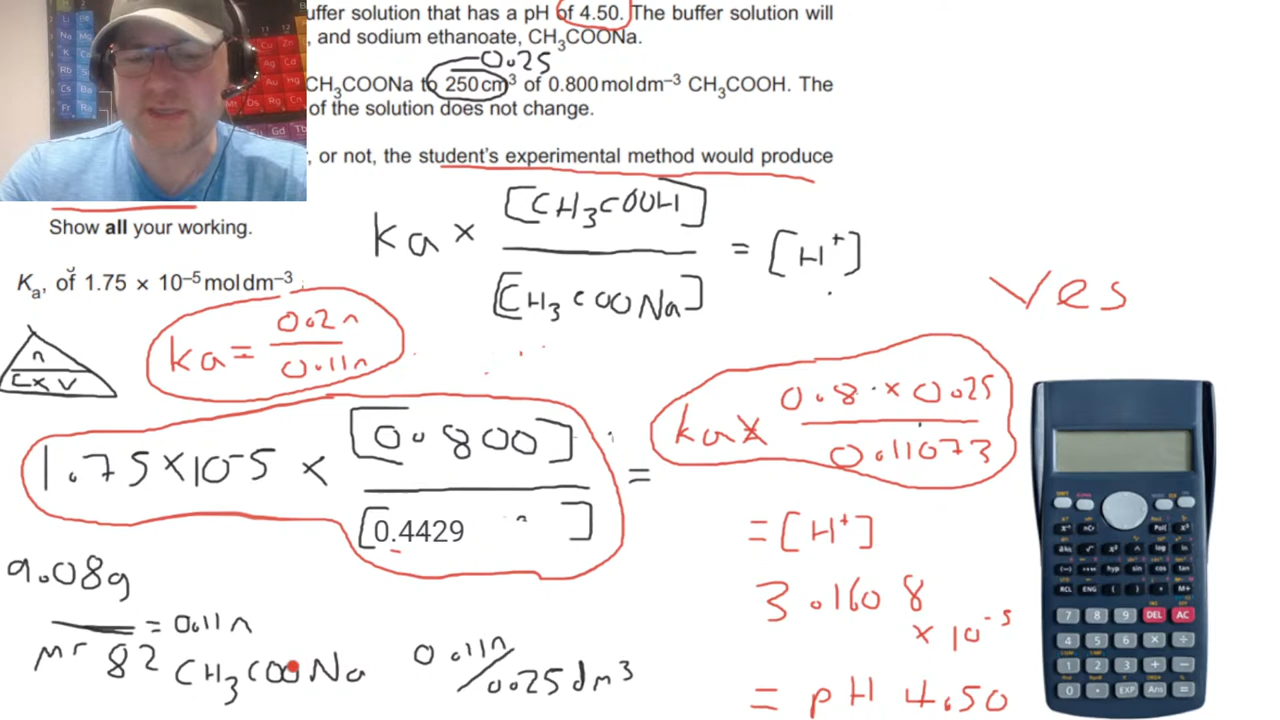 uffer solution that has a pH of 4.50. The buffer solution will
, and sodium ethanoate, CH₃COONa.
0.25
CH₃COONa to 250 cm³ of 0.800 mol dm⁻³ CH₃COOH. The
of the solution does not change.
, or not, the student's experimental method would produce
Show all your working.
Kₐ, of 1.75 × 10⁻⁵ mol dm⁻³
ka × [CH₃COOH] / [CH₃COONa] = [H⁺]
Yes
n
C x V
ka = 0.2n / 0.11n
1.75×10⁻⁵ × [0.800] / [0.4429 ] =
ka x 0.8 × 0.25 / 0.11073
= [H⁺]
3.1608 × 10⁻⁵
= pH 4.50
9.08g
mr 82 = 0.11n
CH₃COONa
0.11n / 0.25dm³